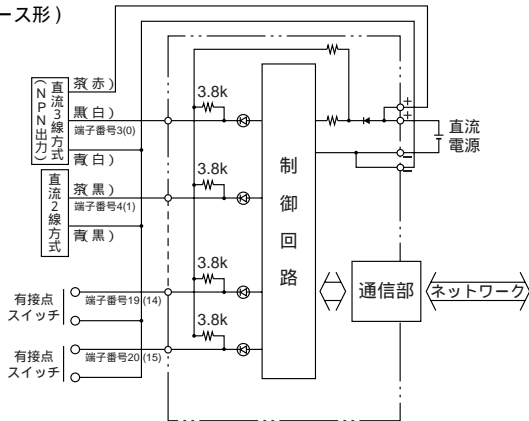 ース形)
直流3線方式
(NPN出力)
茶(赤)
黒(白)
端子番号3(0)
青(白)
直流2線方式
茶(黒)
端子番号4(1)
青(黒)
有接点
スイッチ
端子番号19(14)
有接点
スイッチ
端子番号20(15)
3.8k
3.8k
3.8k
3.8k
制御回路
+
+
−
−
直流
電源
通信部
ネットワーク